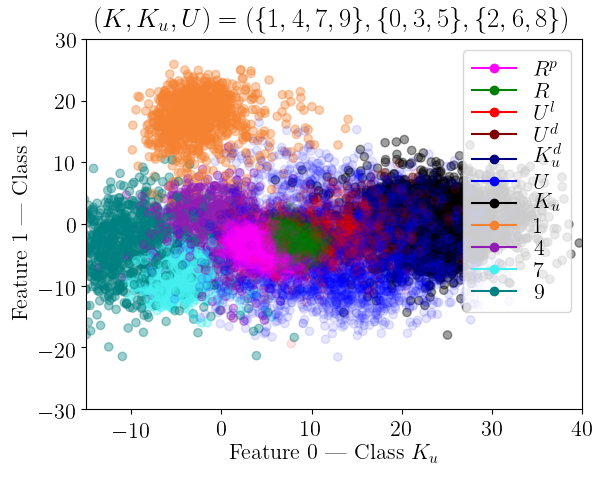 (K, K_u, U) = ({1, 4, 7, 9}, {0, 3, 5}, {2, 6, 8})
30
20
10
0
−10
−20
−30
Feature 1 — Class 1
R^p
R
U^l
U^d
K_u^d
U
K_u
1
4
7
9
−10 0 10 20 30 40
Feature 0 — Class K_u